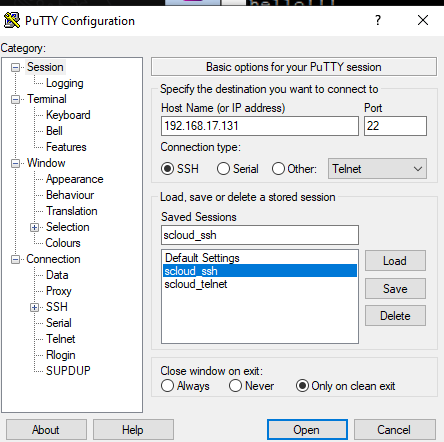 hello!!!
PuTTY Configuration
?
Category:
Session
Logging
Terminal
Keyboard
Bell
Features
Window
Appearance
Behaviour
Translation
Selection
Colours
Connection
Data
Proxy
SSH
Serial
Telnet
Rlogin
SUPDUP
Basic options for your PuTTY session
Specify the destination you want to connect to
Host Name (or IP address) Port
192.168.17.131 22
Connection type:
SSH Serial Other: Telnet
Load, save or delete a stored session
Saved Sessions
scloud_ssh
Default Settings
scloud_ssh
scloud_telnet
Load
Save
Delete
Close window on exit:
Always Never Only on clean exit
About Help Open Cancel